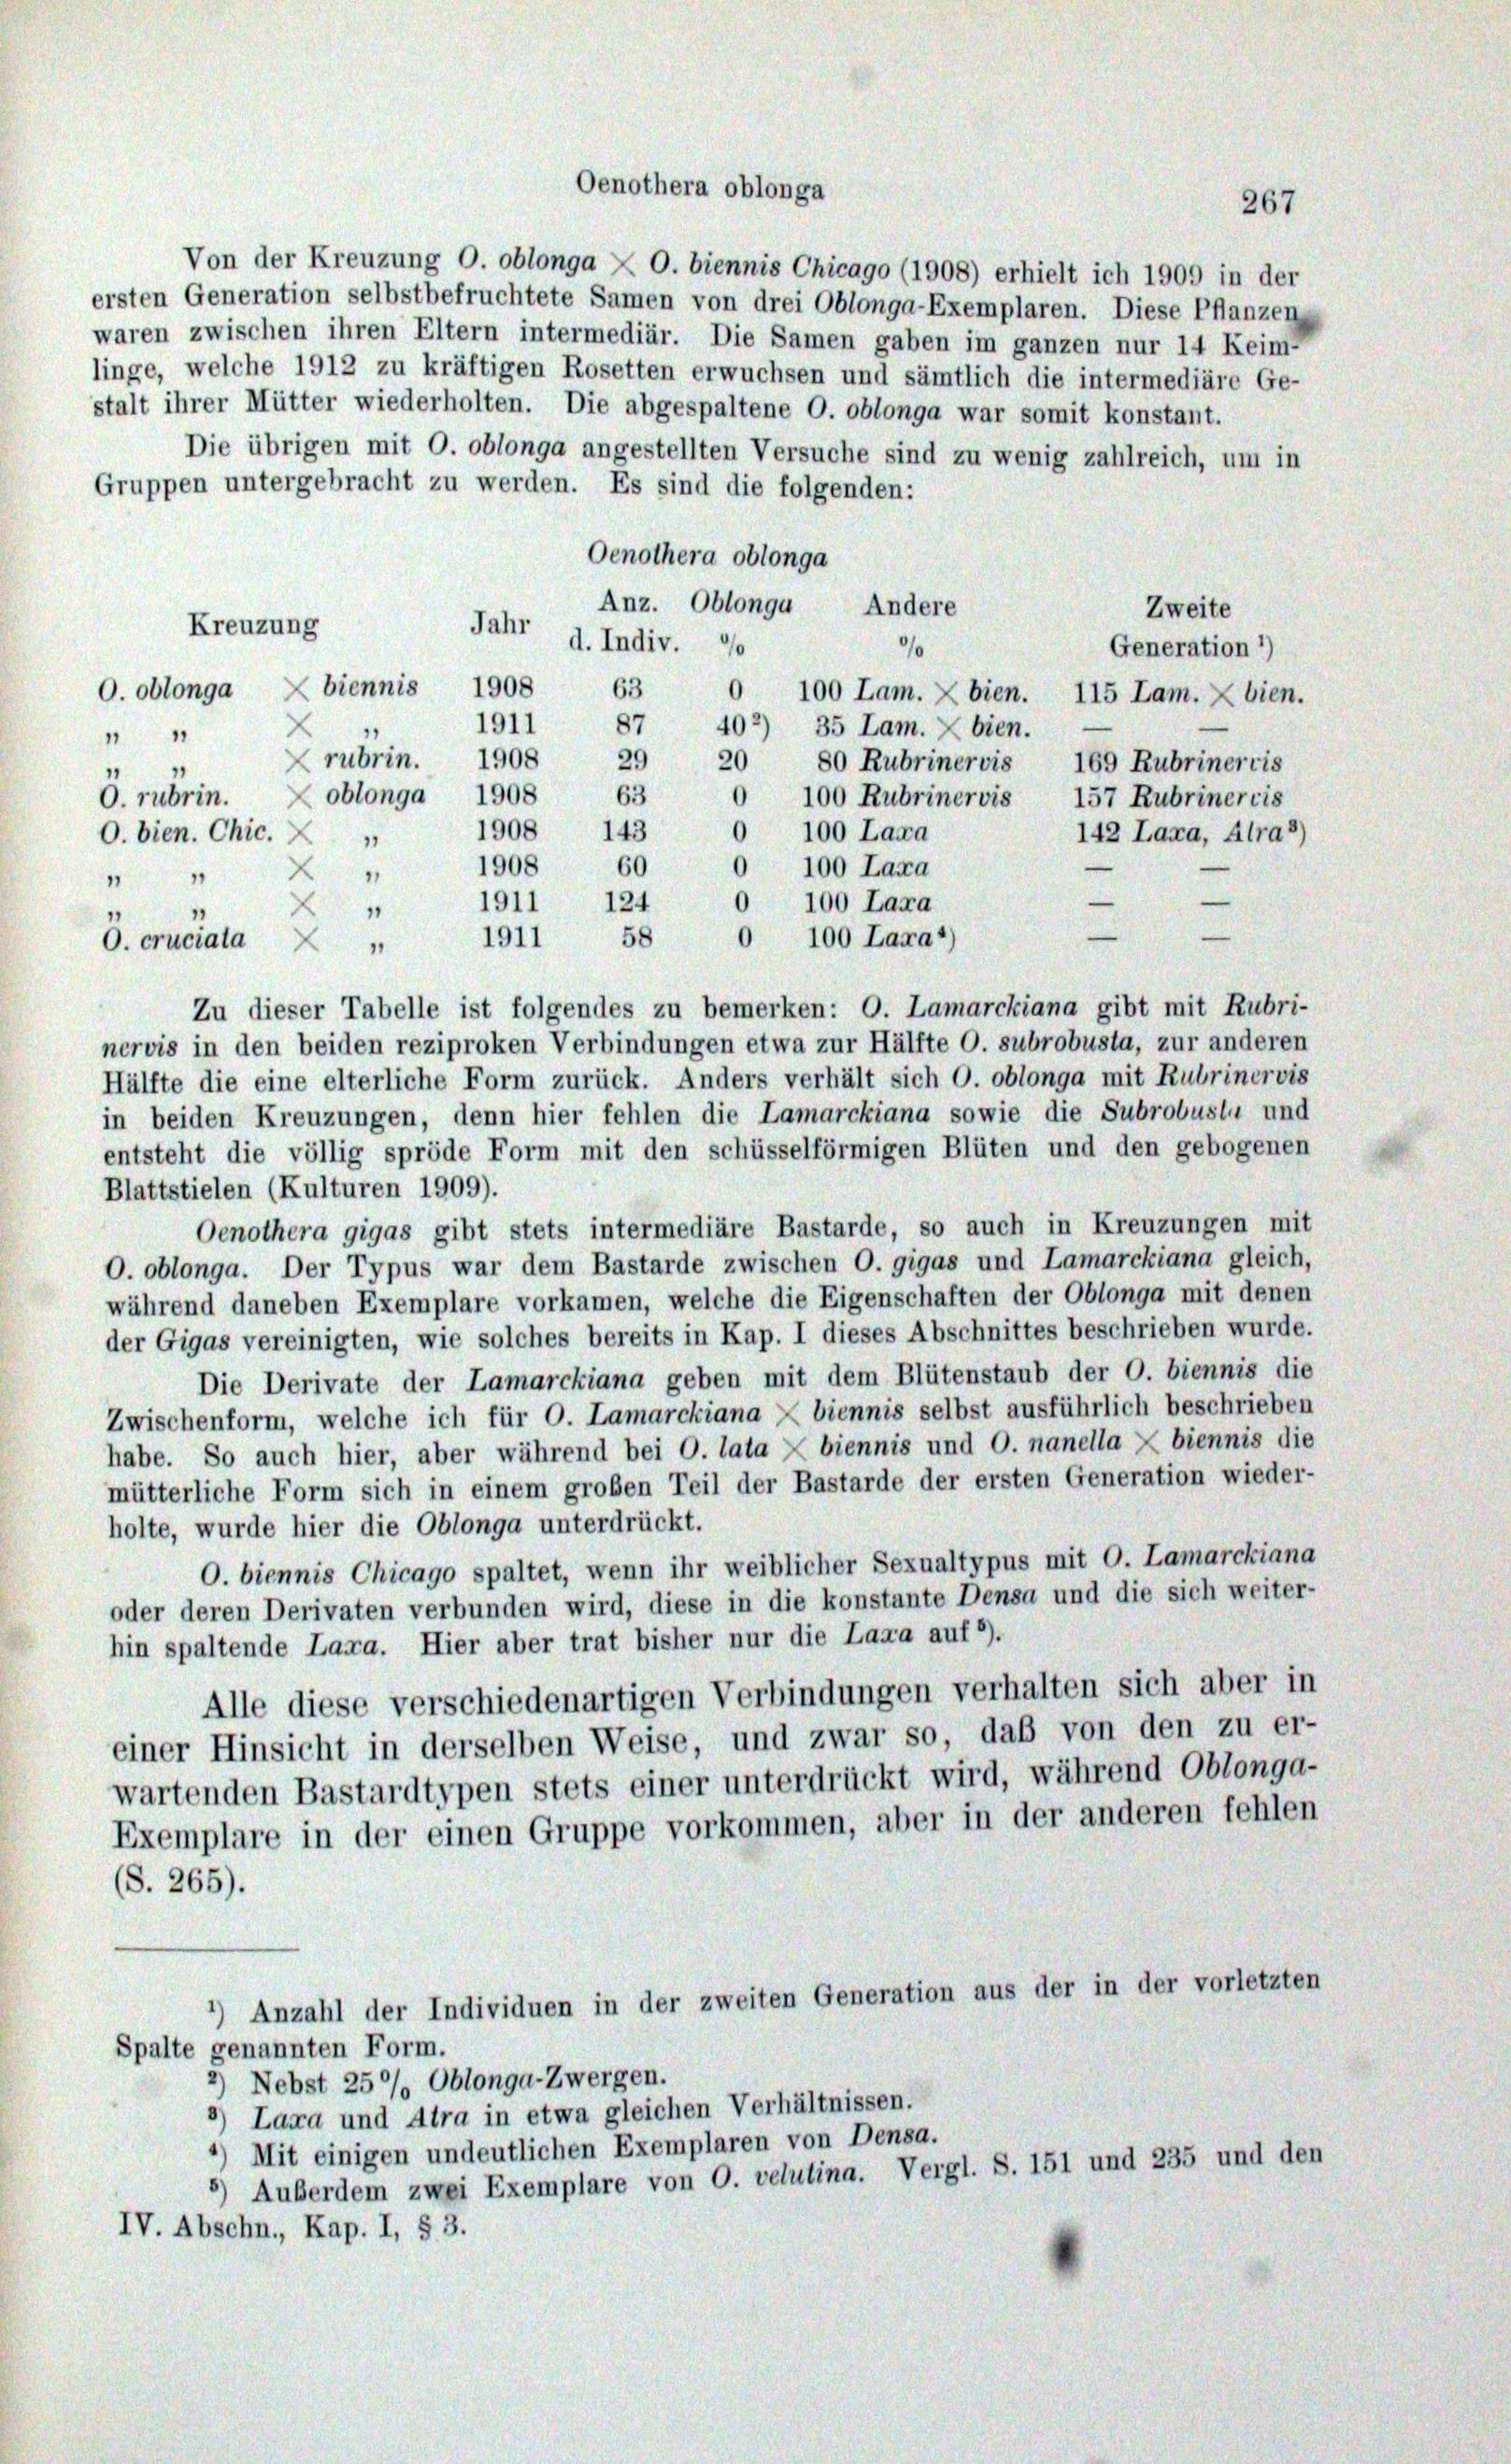 Oenothera oblonga 267
Von der Kreuzung O. oblonga × O. biennis Chicago (1908) erhielt ich 1909 in der
ersten Generation selbstbefruchtete Samen von drei Oblonga-Exemplaren. Diese Pflanzen
waren zwischen ihren Eltern intermediär. Die Samen gaben im ganzen nur 14 Keim-
linge, welche 1912 zu kräftigen Rosetten erwuchsen und sämtlich die intermediäre Ge-
stalt ihrer Mütter wiederholten. Die abgespaltene O. oblonga war somit konstant.
Die übrigen mit O. oblonga angestellten Versuche sind zu wenig zahlreich, um in
Gruppen untergebracht zu werden. Es sind die folgenden:
Oenothera oblonga
Kreuzung Jahr Anz. d. Indiv. Oblonga % Andere % Zweite Generation ¹)
O. oblonga × biennis 1908 63 0 100 Lam. × bien. 115 Lam. × bien.
„ „ × „ 1911 87 40²) 35 Lam. × bien. — —
„ „ × rubrin. 1908 29 20 80 Rubrinervis 169 Rubrinervis
O. rubrin. × oblonga 1908 63 0 100 Rubrinervis 157 Rubrinervis
O. bien. Chic. × „ 1908 143 0 100 Laxa 142 Laxa, Atra³)
„ „ × „ 1908 60 0 100 Laxa — —
„ „ × „ 1911 124 0 100 Laxa — —
O. cruciata × „ 1911 58 0 100 Laxa⁴) — —
Zu dieser Tabelle ist folgendes zu bemerken: O. Lamarckiana gibt mit Rubri-
nervis in den beiden reziproken Verbindungen etwa zur Hälfte O. subrobusta, zur anderen
Hälfte die eine elterliche Form zurück. Anders verhält sich O. oblonga mit Rubrinervis
in beiden Kreuzungen, denn hier fehlen die Lamarckiana sowie die Subrobusta und
entsteht die völlig spröde Form mit den schüsselförmigen Blüten und den gebogenen
Blattstielen (Kulturen 1909).
Oenothera gigas gibt stets intermediäre Bastarde, so auch in Kreuzungen mit
O. oblonga. Der Typus war dem Bastarde zwischen O. gigas und Lamarckiana gleich,
während daneben Exemplare vorkamen, welche die Eigenschaften der Oblonga mit denen
der Gigas vereinigten, wie solches bereits in Kap. I dieses Abschnittes beschrieben wurde.
Die Derivate der Lamarckiana geben mit dem Blütenstaub der O. biennis die
Zwischenform, welche ich für O. Lamarckiana × biennis selbst ausführlich beschrieben
habe. So auch hier, aber während bei O. lata × biennis und O. nanella × biennis die
mütterliche Form sich in einem großen Teil der Bastarde der ersten Generation wieder-
holte, wurde hier die Oblonga unterdrückt.
O. biennis Chicago spaltet, wenn ihr weiblicher Sexualtypus mit O. Lamarckiana
oder deren Derivaten verbunden wird, diese in die konstante Densa und die sich weiter-
hin spaltende Laxa. Hier aber trat bisher nur die Laxa auf⁵).
Alle diese verschiedenartigen Verbindungen verhalten sich aber in
einer Hinsicht in derselben Weise, und zwar so, daß von den zu er-
wartenden Bastardtypen stets einer unterdrückt wird, während Oblonga-
Exemplare in der einen Gruppe vorkommen, aber in der anderen fehlen
(S. 265).
¹) Anzahl der Individuen in der zweiten Generation aus der in der vorletzten
Spalte genannten Form.
²) Nebst 25% Oblonga-Zwergen.
³) Laxa und Atra in etwa gleichen Verhältnissen.
⁴) Mit einigen undeutlichen Exemplaren von Densa.
⁵) Außerdem zwei Exemplare von O. velutina. Vergl. S. 151 und 235 und den
IV. Abschn., Kap. I, § 3.